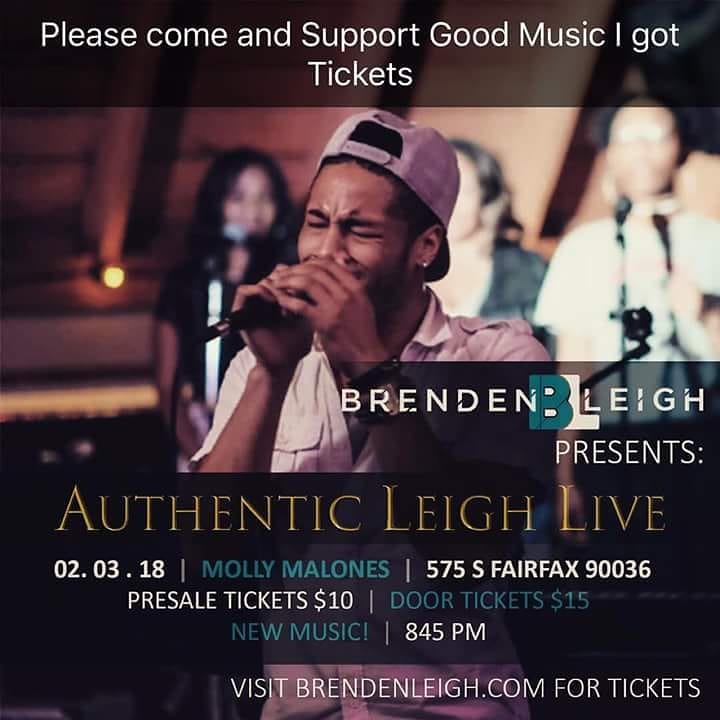 Please come and Support Good Music I got
Tickets
BRENDEN BL LEIGH
PRESENTS:
AUTHENTIC LEIGH LIVE
02. 03 . 18 | MOLLY MALONES | 575 S FAIRFAX 90036
PRESALE TICKETS $10 | DOOR TICKETS $15
NEW MUSIC! | 845 PM
VISIT BRENDENLEIGH.COM FOR TICKETS